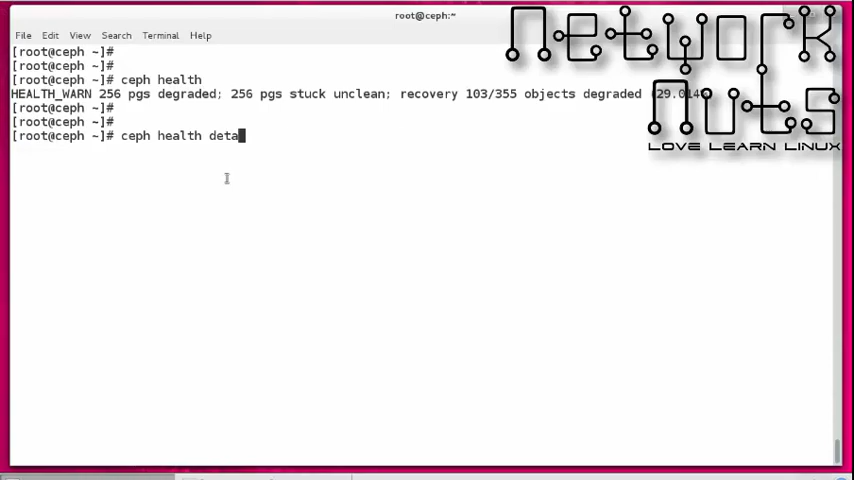 root@ceph:~
File Edit View Search Terminal Help
[root@ceph ~]#
[root@ceph ~]#
[root@ceph ~]# ceph health
HEALTH_WARN 256 pgs degraded; 256 pgs stuck unclean; recovery 103/355 objects degraded (29.014
[root@ceph ~]#
[root@ceph ~]#
[root@ceph ~]# ceph health deta
network
nuts
LOVE LEARN LINUX